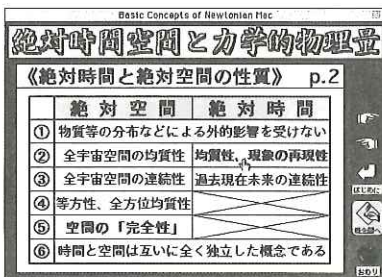 Basic Concepts of Newtonian Mec
絶対時間空間と力学的物理量
《絶対時間と絶対空間の性質》 p.2
絶対空間 絶対時間
① 物質等の分布などによる外的影響を受けない
② 全宇宙空間の均質性 均質性、現象の再現性
③ 全宇宙空間の連続性 過去現在未来の連続性
④ 等方性、全方位均質性
⑤ 空間の「完全性」
⑥ 時間と空間は互いに全く独立した概念である
はじめに
おわり